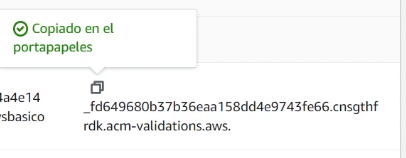 Copiado en el
portapapeles
4a4e14
_fd649680b37b36eaa158dd4e9743fe66.cnsgthf
sbasico
rdk.acm-validations.aws.